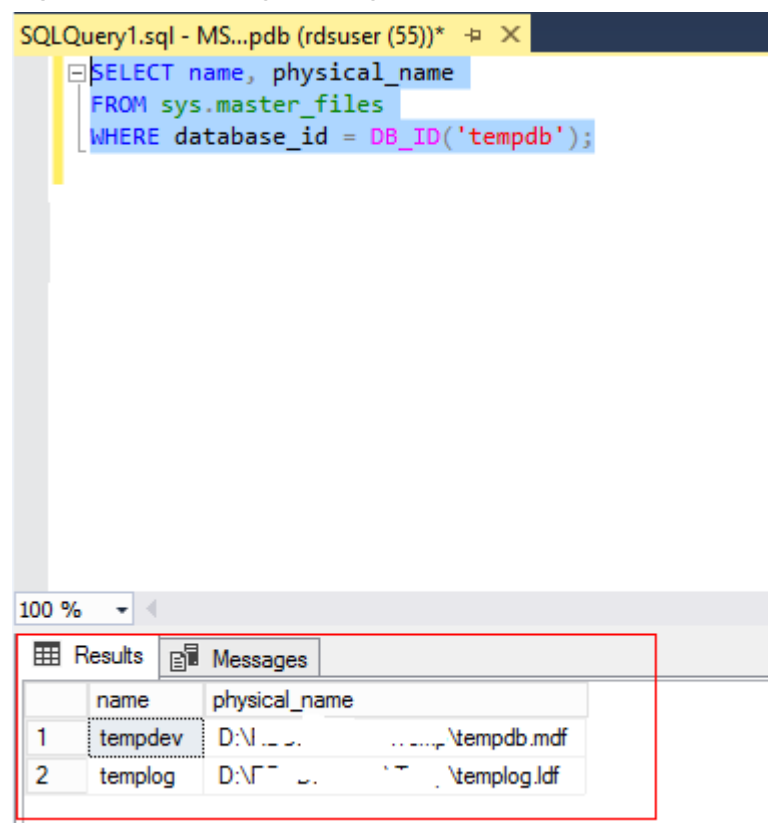 SQLQuery1.sql - MS...pdb (rdsuser (55))*
SELECT name, physical_name
FROM sys.master_files
WHERE database_id = DB_ID('tempdb');
100 %
Results Messages
name physical_name
1 tempdev D:\ \tempdb.mdf
2 templog D:\ \templog.ldf